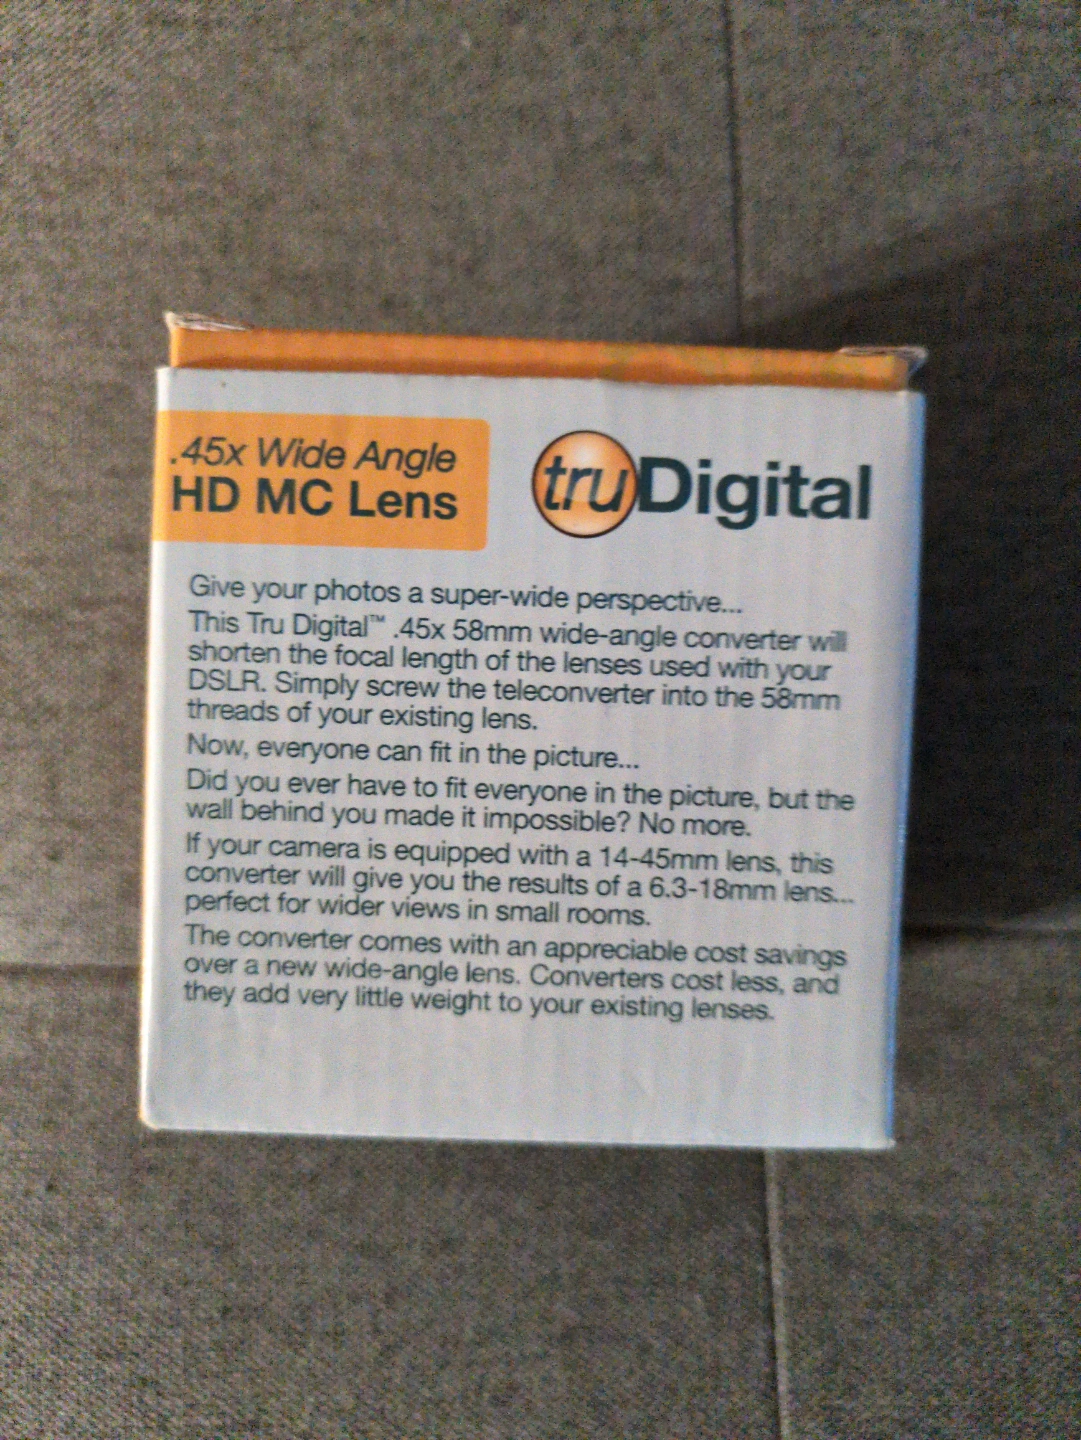 .45x Wide Angle
HD MC Lens
truDigital
Give your photos a super-wide perspective...
This Tru Digital™ .45x 58mm wide-angle converter will
shorten the focal length of the lenses used with your
DSLR. Simply screw the teleconverter into the 58mm
threads of your existing lens.
Now, everyone can fit in the picture...
Did you ever have to fit everyone in the picture, but the
wall behind you made it impossible? No more.
If your camera is equipped with a 14-45mm lens, this
converter will give you the results of a 6.3-18mm lens...
perfect for wider views in small rooms.
The converter comes with an appreciable cost savings
over a new wide-angle lens. Converters cost less, and
they add very little weight to your existing lenses.